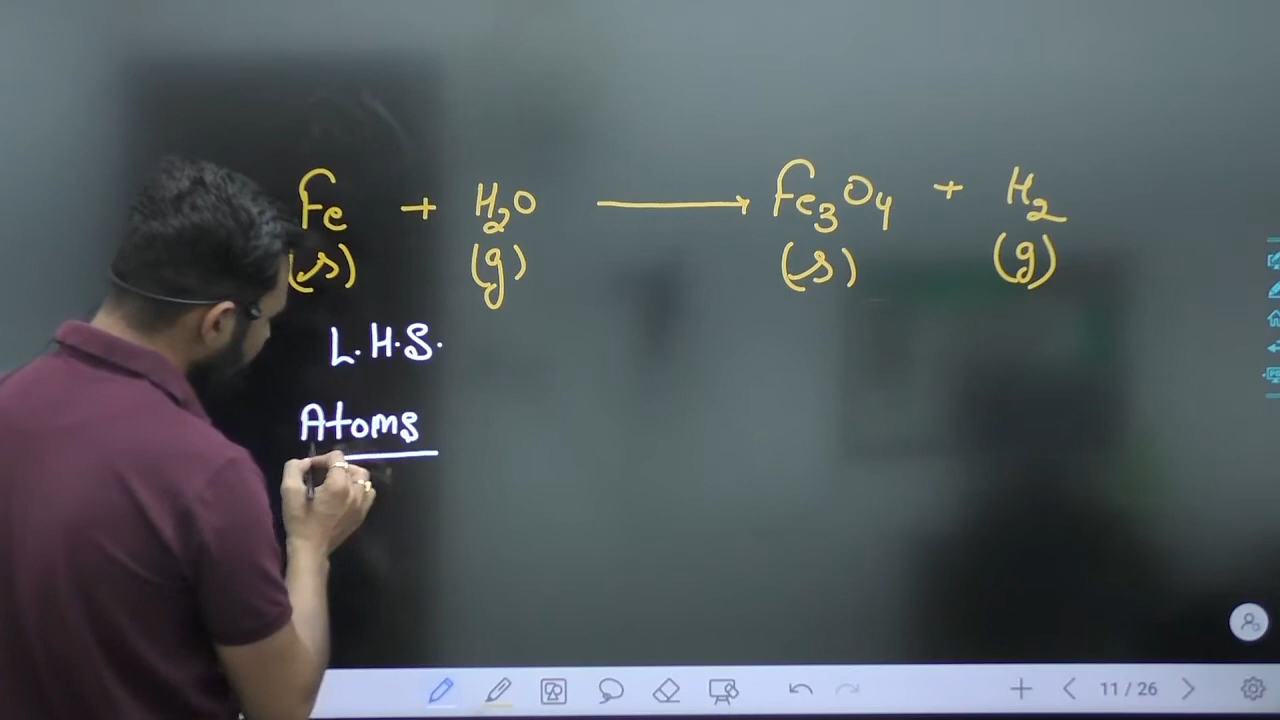 Fe + H₂O ⟶ Fe₃O₄ + H₂
(s) (g) (s) (g)
L.H.S.
Atoms
11 / 26